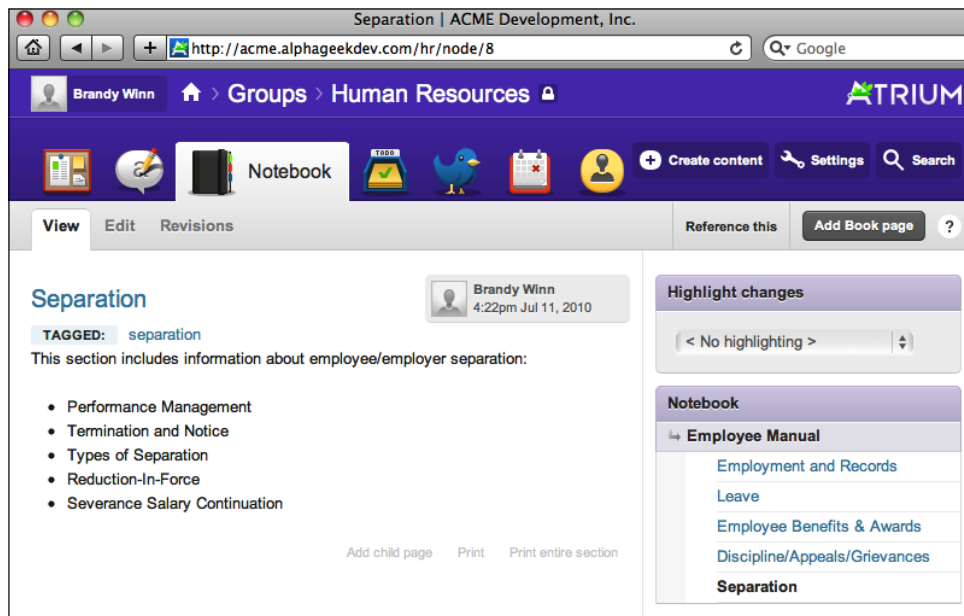 Separation | ACME Development, Inc.
http://acme.alphageekdev.com/hr/node/8
Google
Brandy Winn
Groups
Human Resources
ATRIUM
Notebook
TODO
Create content
Settings
Search
View
Edit
Revisions
Reference this
Add Book page
?
Separation
Brandy Winn
4:22pm Jul 11, 2010
TAGGED: separation
This section includes information about employee/employer separation:
• Performance Management
• Termination and Notice
• Types of Separation
• Reduction-In-Force
• Severance Salary Continuation
Add child page Print Print entire section
Highlight changes
< No highlighting >
Notebook
Employee Manual
Employment and Records
Leave
Employee Benefits & Awards
Discipline/Appeals/Grievances
Separation